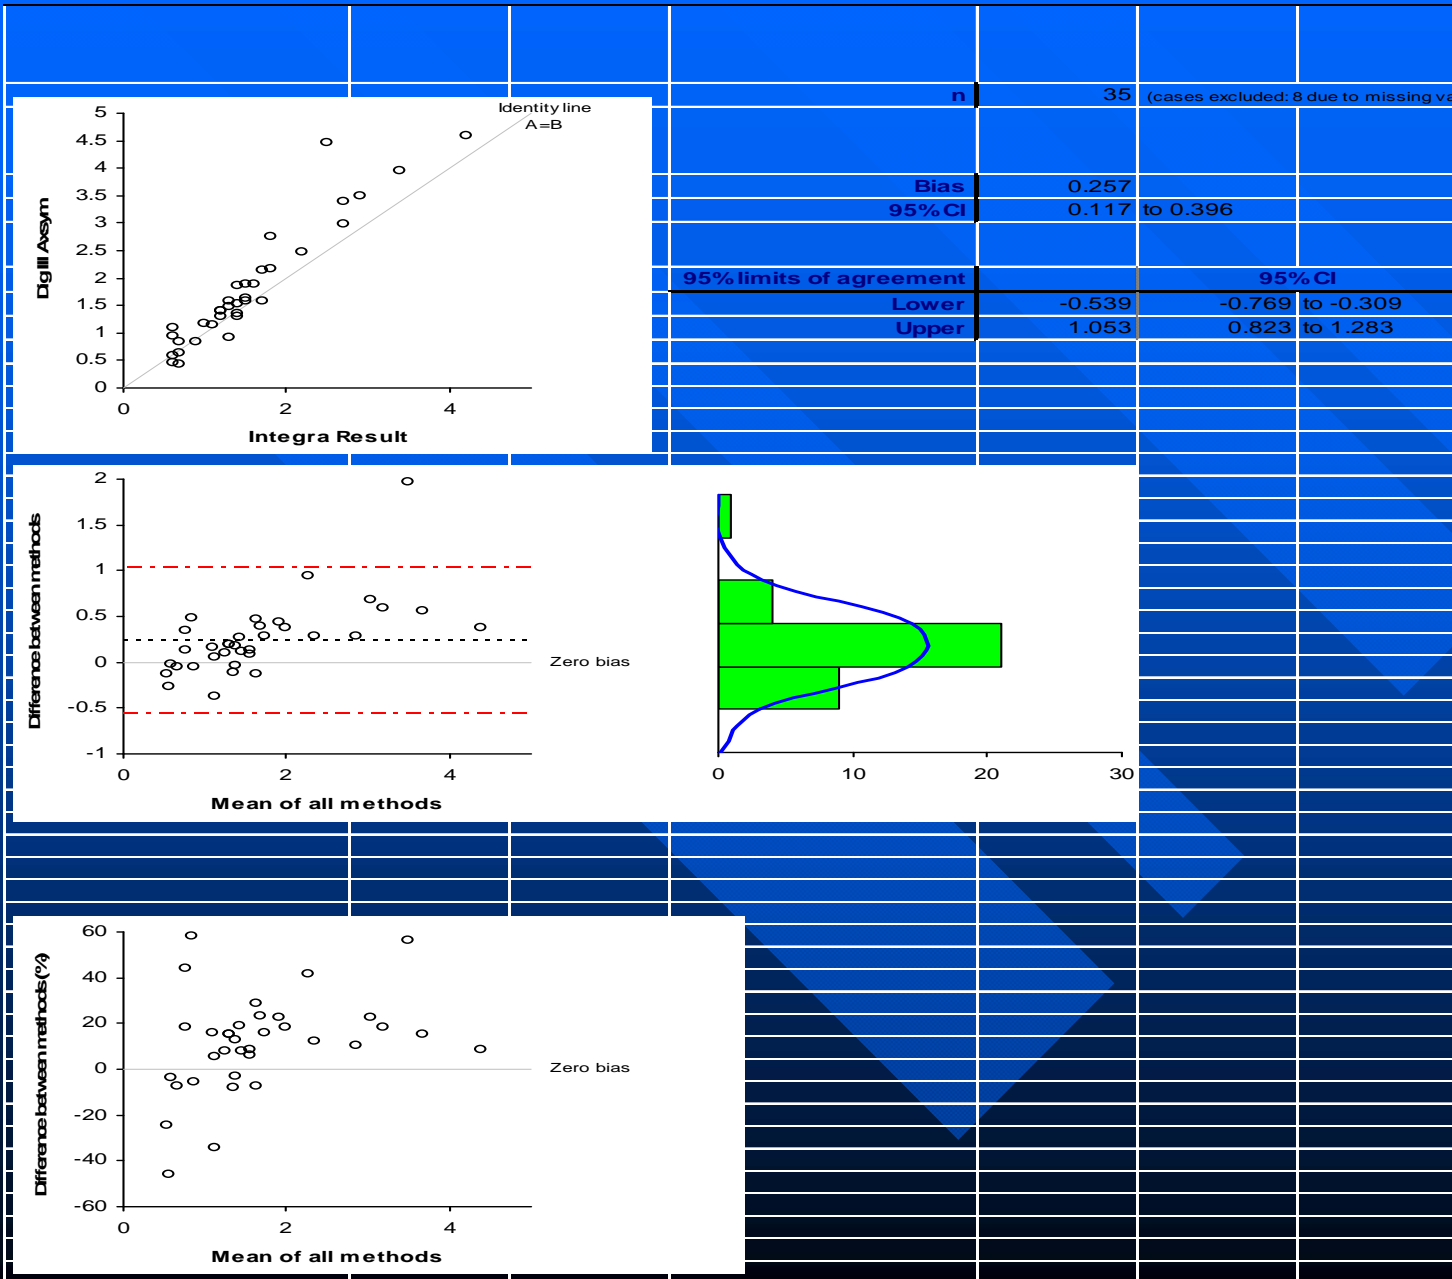 n 35 (cases excluded: 8 due to missing va
Bias 0.257
95% CI 0.117 to 0.396
95% limits of agreement 95% CI
Lower -0.539 -0.769 to -0.309
Upper 1.053 0.823 to 1.283
Identity line
A=B
5
4.5
4
3.5
3
2.5
2
1.5
1
0.5
0
0 2 4
DigIII Axsym
Integra Result
2
1.5
1
0.5
0
-0.5
-1
0 2 4
Difference between methods
Zero bias
Mean of all methods
0 10 20 30
60
40
20
0
-20
-40
-60
0 2 4
Difference between methods (%)
Zero bias
Mean of all methods